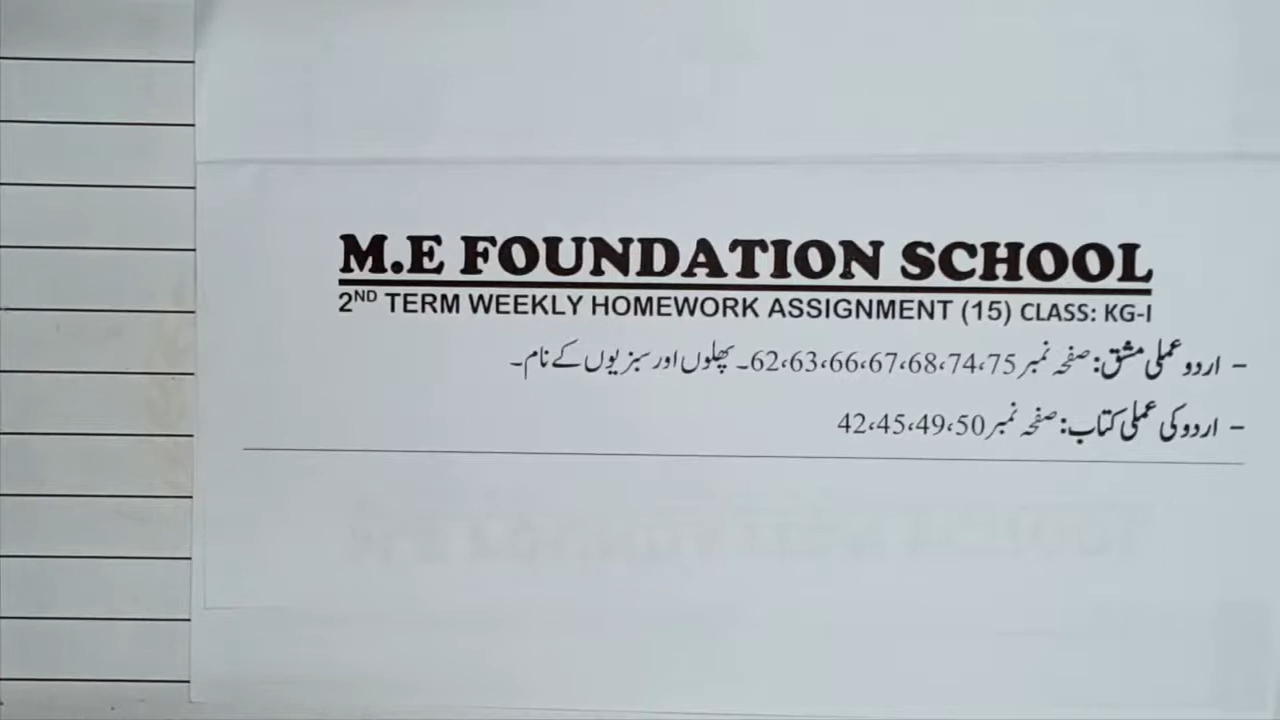 M.E FOUNDATION SCHOOL
2ND TERM WEEKLY HOMEWORK ASSIGNMENT (15) CLASS: KG-I
- اردو عملی مشق: صفحہ نمبر 62،63،66،67،68،74،75۔ پھلوں اور سبزیوں کے نام۔
- اردو کی عملی کتاب: صفحہ نمبر 42،45،49،50